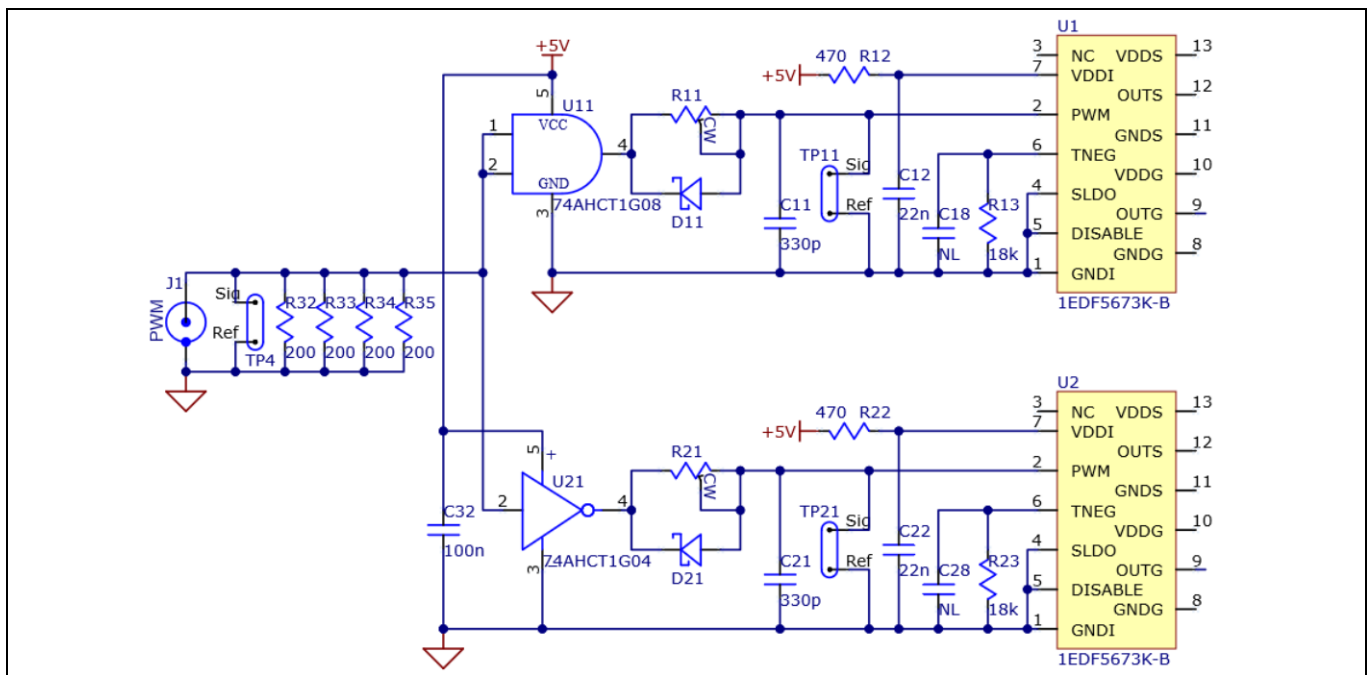 U1
+5V
470 R12
+5V
3 NC VDDS 13
7 VDDI
OUTS 12
5
U11
R11
2 PWM
GNDS 11
1
VCC
CW
4
TP11
Sig
6 TNEG
VDDG 10
2
GND
C12
4 SLDO
OUTG 9
3
74AHCT1G08
D11
C11
330p
Ref
22n
C18
R13
5 DISABLE
GNDG 8
NL
18k
1 GNDI
1EDF5673K-B
J1
PWM
Sig
Ref
TP4
R32 R33 R34 R35
200 200 200 200
U2
470 R22
+5V
3 NC VDDS 13
7 VDDI
OUTS 12
5
+
U21
R21
2 PWM
GNDS 11
CW
2
4
TP21
Sig
6 TNEG
VDDG 10
C32
100n
C22
4 SLDO
OUTG 9
3
74AHCT1G04
D21
C21
330p
Ref
22n
C28
R23
5 DISABLE
GNDG 8
NL
18k
1 GNDI
1EDF5673K-B